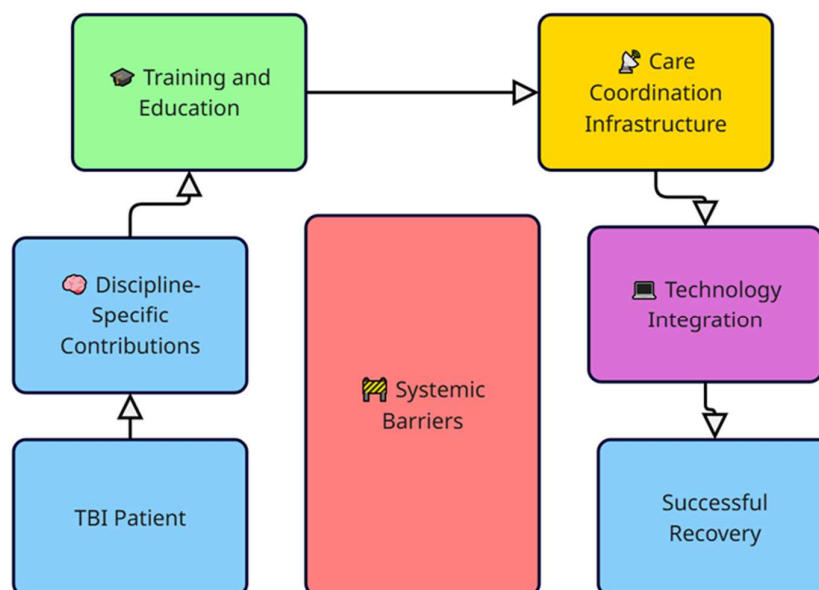 🎓 Training and
Education
📡 Care
Coordination
Infrastructure
🧠 Discipline-
Specific
Contributions
🚧 Systemic
Barriers
💻 Technology
Integration
TBI Patient
Successful
Recovery